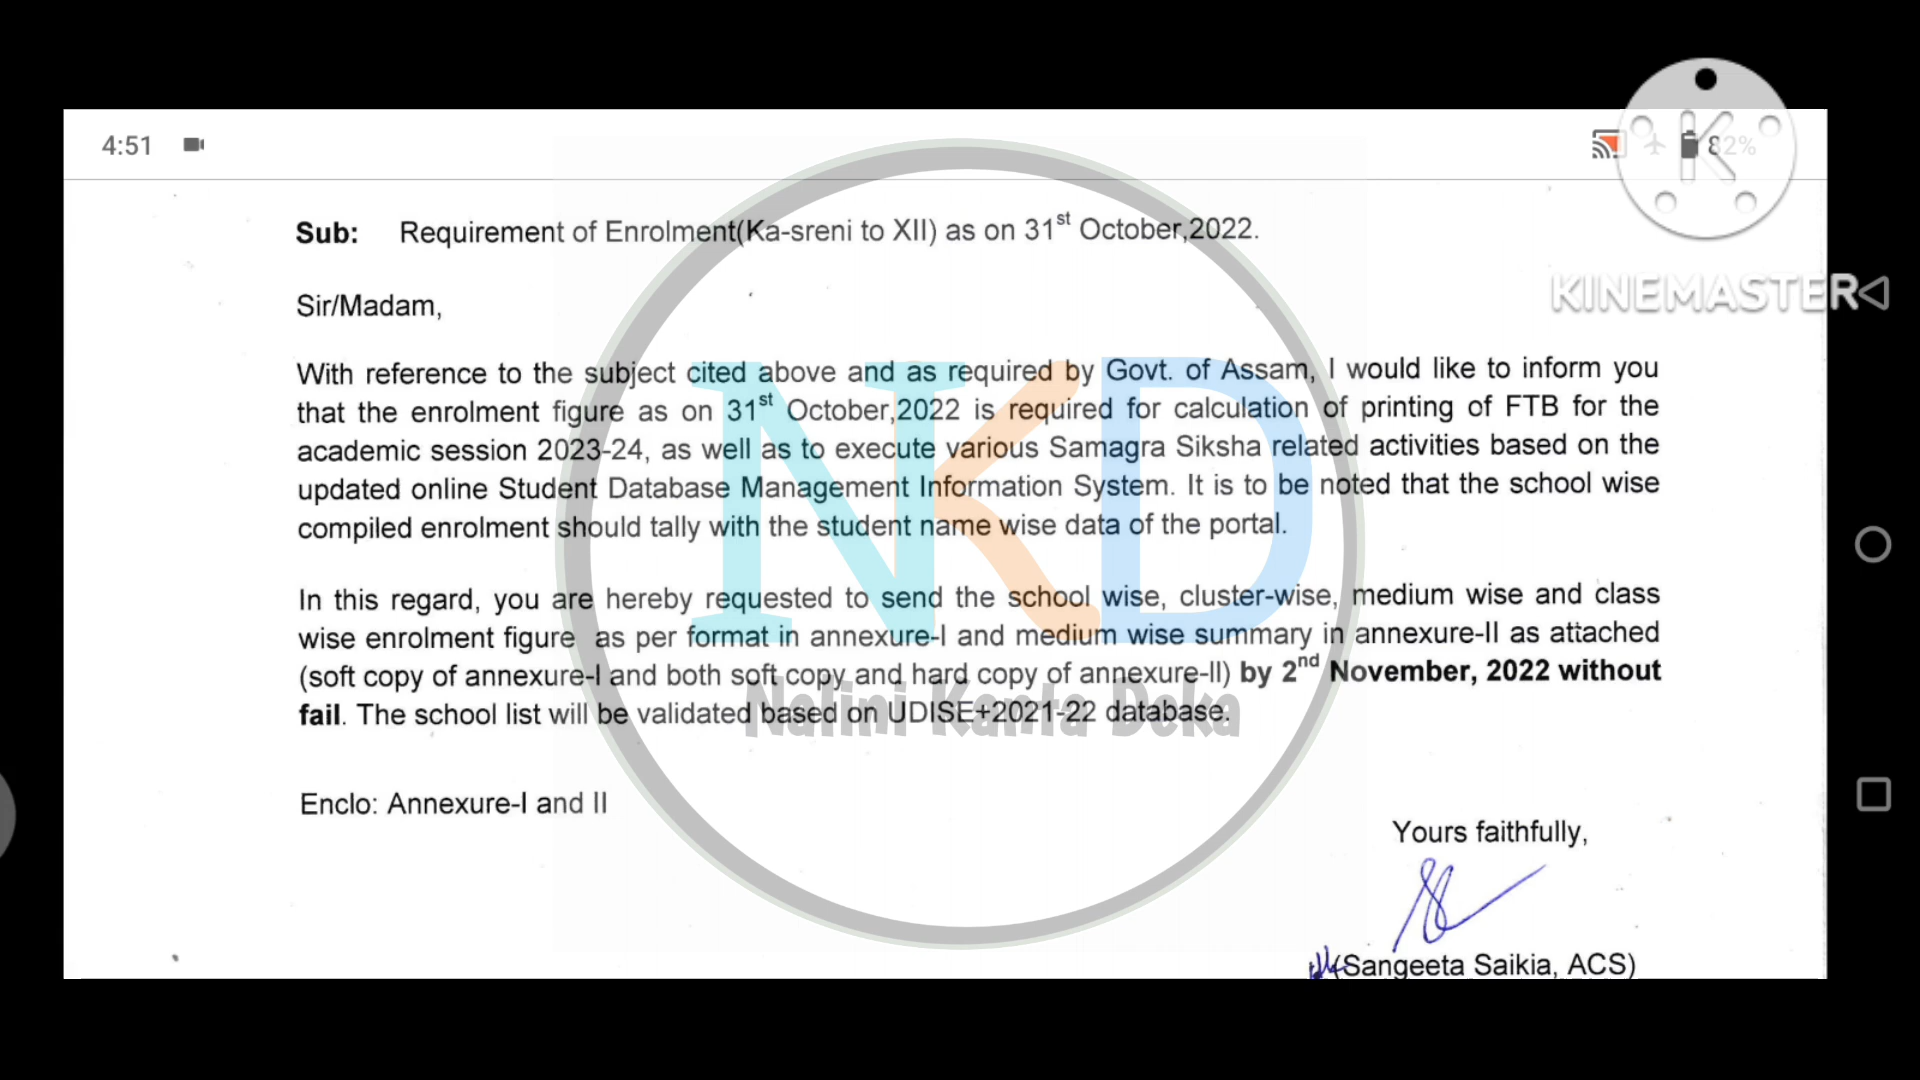 4:51
82%
K
KINEMASTER
Sub: Requirement of Enrolment(Ka-sreni to XII) as on 31st October,2022.
Sir/Madam,
With reference to the subject cited above and as required by Govt. of Assam, I would like to inform you
that the enrolment figure as on 31st October,2022 is required for calculation of printing of FTB for the
academic session 2023-24, as well as to execute various Samagra Siksha related activities based on the
updated online Student Database Management Information System. It is to be noted that the school wise
compiled enrolment should tally with the student name wise data of the portal.
In this regard, you are hereby requested to send the school wise, cluster-wise, medium wise and class
wise enrolment figure as per format in annexure-I and medium wise summary in annexure-II as attached
(soft copy of annexure-I and both soft copy and hard copy of annexure-II) by 2nd November, 2022 without
fail. The school list will be validated based on UDISE+2021-22 database.
NKD
Nalini Kanta Deka
Enclo: Annexure-I and II
Yours faithfully,
(Sangeeta Saikia, ACS)